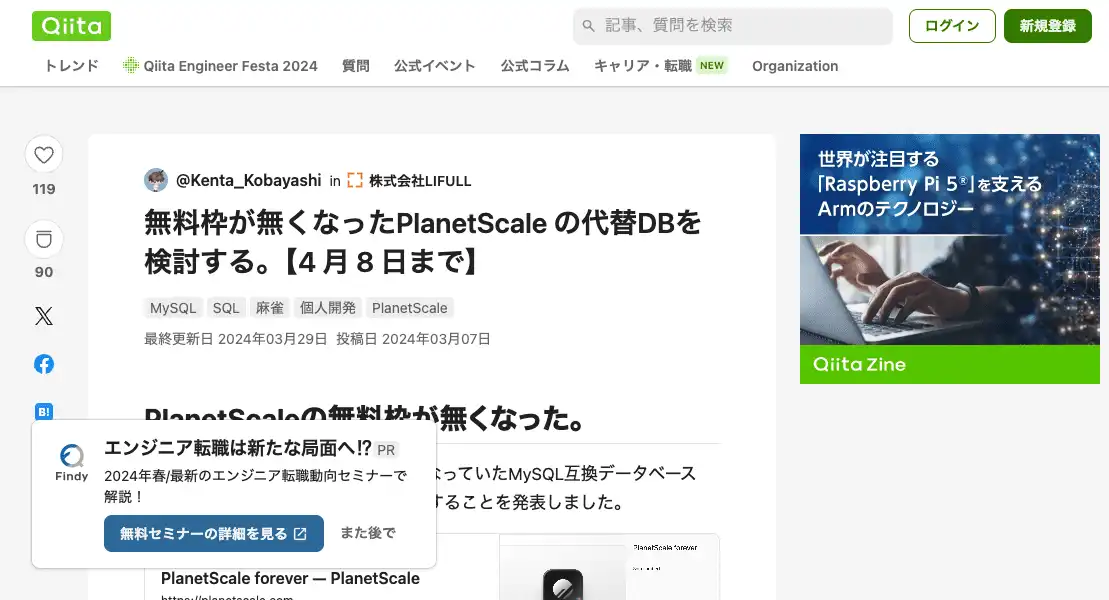 Qiita
記事、質問を検索
ログイン
新規登録
トレンド
Qiita Engineer Festa 2024
質問
公式イベント
公式コラム
キャリア・転職 NEW
Organization
119
90
@Kenta_Kobayashi in 株式会社LIFULL
無料枠が無くなったPlanetScale の代替DBを
検討する。【4 月 8 日まで】
MySQL SQL 麻雀 個人開発 PlanetScale
最終更新日 2024年03月29日 投稿日 2024年03月07日
PlanetScaleの無料枠が無くなった。
なっていたMySQL互換データベース
することを発表しました。
B!
エンジニア転職は新たな局面へ!? PR
Findy
2024年春/最新のエンジニア転職動向セミナーで
解説！
無料セミナーの詳細を見る
また後で
PlanetScale forever — PlanetScale
https://planetscale.com
PlanetScale forever
世界が注目する
「Raspberry Pi 5®」を支える
Armのテクノロジー
Qiita Zine